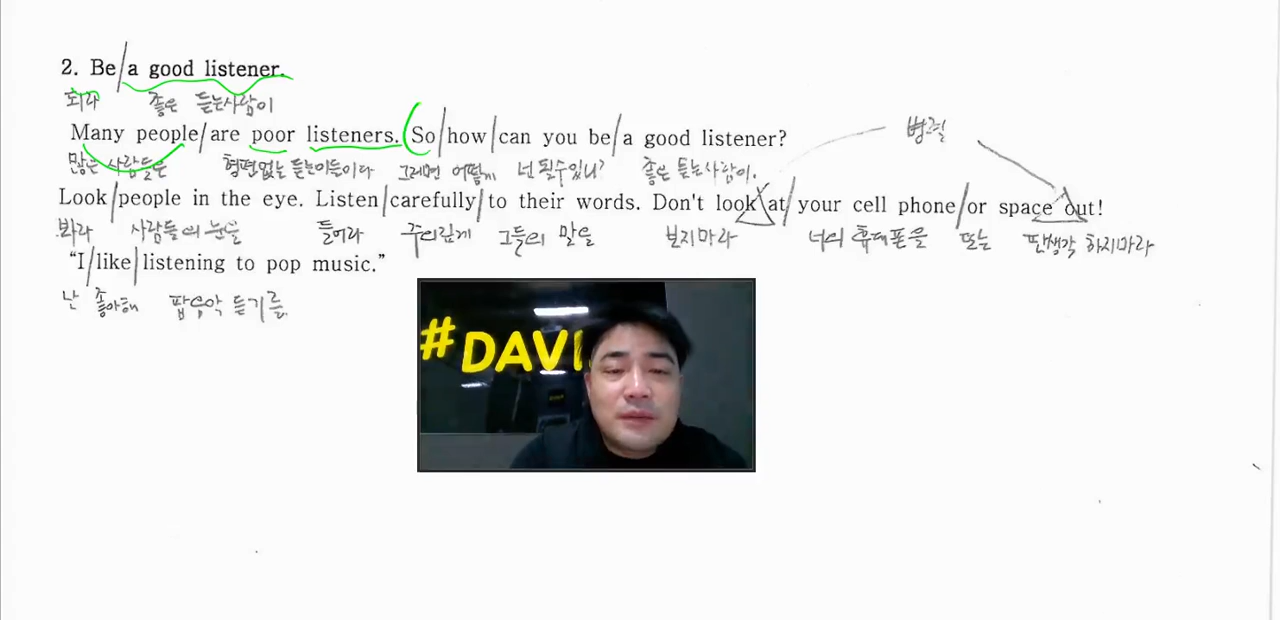 2. Be a good listener.
되라 좋은 듣는사람이
Many people are poor listeners. So how can you be a good listener?
많은 사람들은 형편없는 듣는이들이다 그러면 어떻게 넌 될수있니? 좋은 듣는사람이.
병렬
Look people in the eye. Listen carefully to their words. Don't look at your cell phone or space out!
봐라 사람들의 눈을 들어라 주의깊게 그들의 말을 보지마라 너의 휴대폰을 또는 딴생각 하지마라
“I like listening to pop music.”
난 좋아해 팝음악 듣기를.
#DAVI